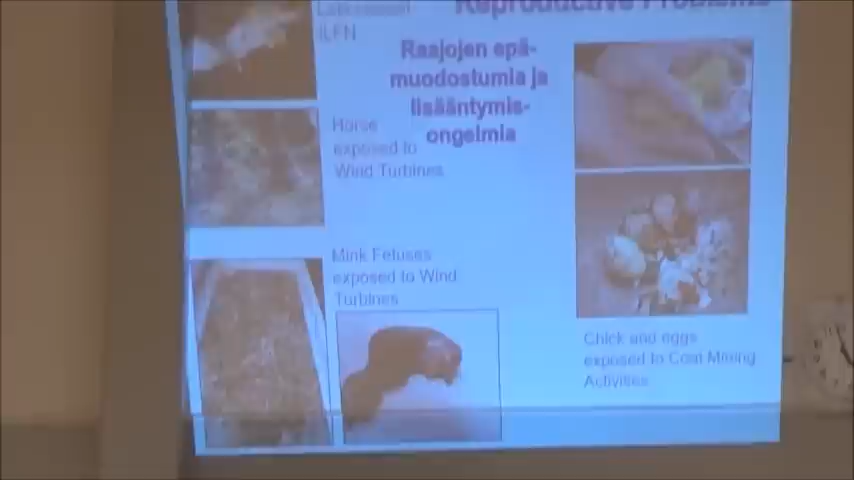 Reproductive Problems
ILFN
Raajojen epä-
muodostumia ja
lisääntymis-
ongelmia
Horse
exposed to
Wind Turbines
Mink Fetuses
exposed to Wind
Turbines
Chick and eggs
exposed to Coal Mining
Activities